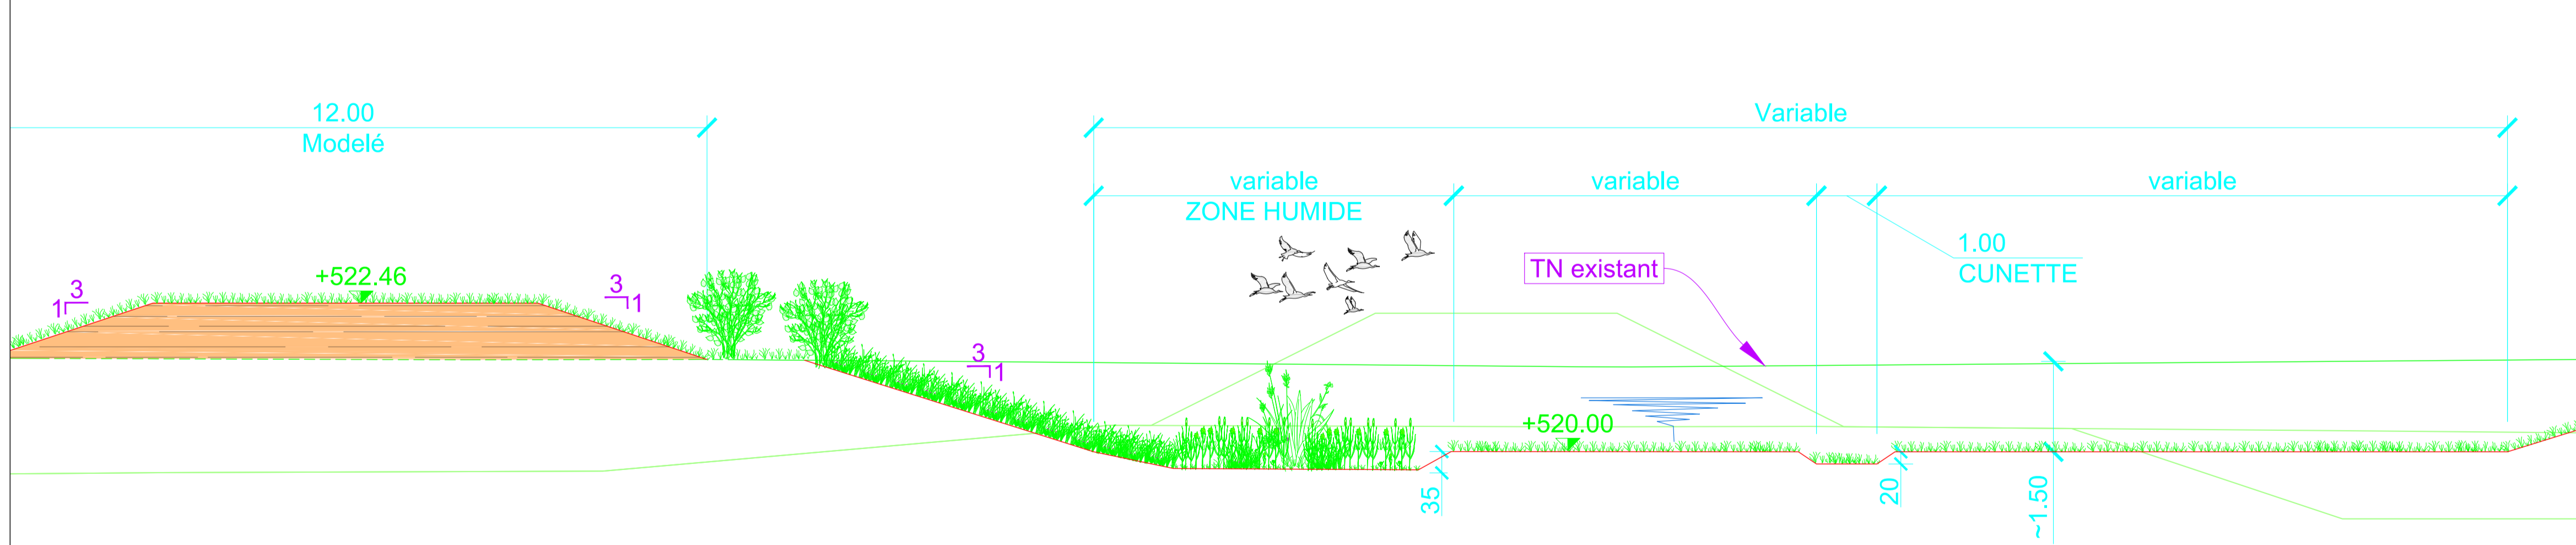 12.00
Modelé
Variable
variable
ZONE HUMIDE
variable
variable
1.00
CUNETTE
TN existant
3
1
+522.46
3
1
3
1
+520.00
35
20
~1.50